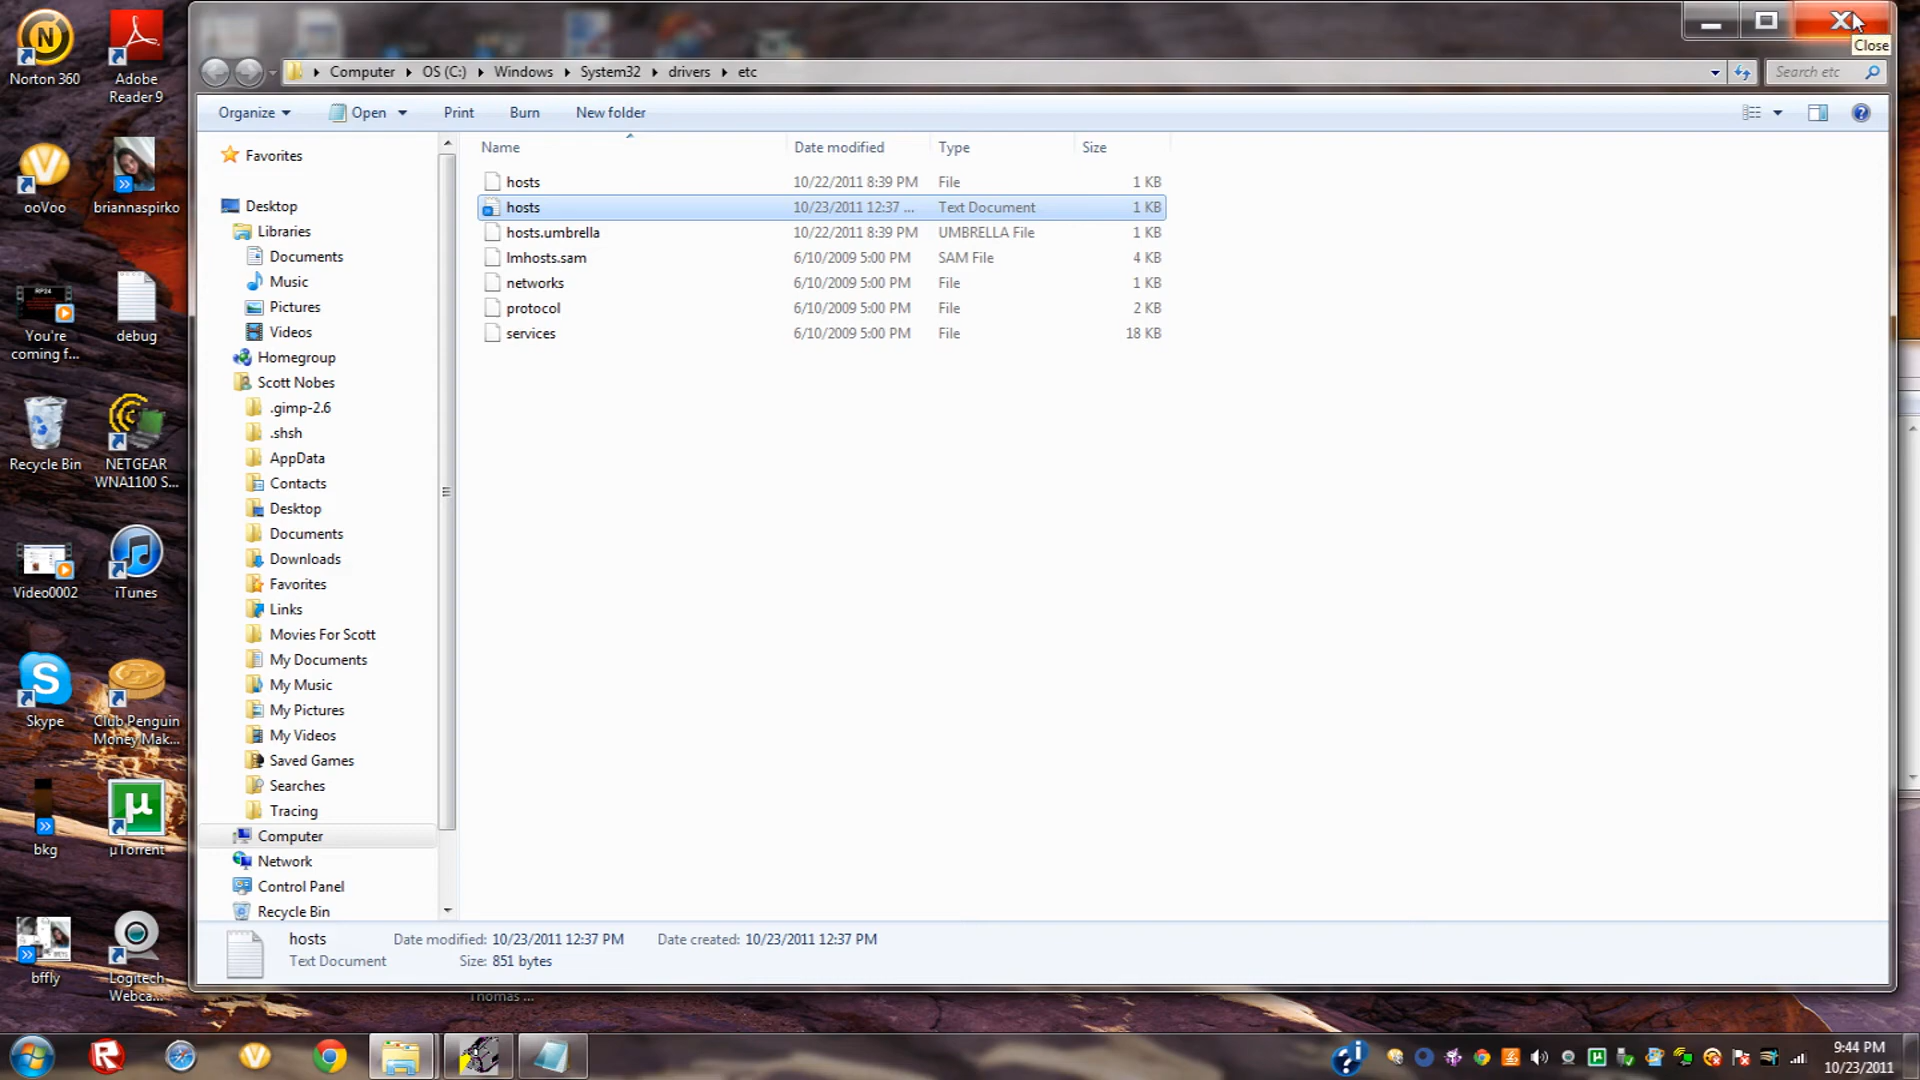 Norton 360
Adobe
Reader 9
ooVoo
briannaspirko
RP24
You're
coming f...
debug
Recycle Bin
NETGEAR
WNA1100 S...
Video0002
iTunes
Skype
Club Penguin
Money Mak...
bkg
µTorrent
bffly
Logitech
Webca...
Thomas ...
Close
Computer
OS (C:)
Windows
System32
drivers
etc
Search etc
Organize
Open
Print
Burn
New folder
Favorites
Desktop
Libraries
Documents
Music
Pictures
Videos
Homegroup
Scott Nobes
.gimp-2.6
.shsh
AppData
Contacts
Desktop
Documents
Downloads
Favorites
Links
Movies For Scott
My Documents
My Music
My Pictures
My Videos
Saved Games
Searches
Tracing
Computer
Network
Control Panel
Recycle Bin
Name Date modified Type Size
hosts 10/22/2011 8:39 PM File 1 KB
hosts 10/23/2011 12:37 ... Text Document 1 KB
hosts.umbrella 10/22/2011 8:39 PM UMBRELLA File 1 KB
lmhosts.sam 6/10/2009 5:00 PM SAM File 4 KB
networks 6/10/2009 5:00 PM File 1 KB
protocol 6/10/2009 5:00 PM File 2 KB
services 6/10/2009 5:00 PM File 18 KB
hosts Date modified: 10/23/2011 12:37 PM Date created: 10/23/2011 12:37 PM
Text Document Size: 851 bytes
9:44 PM
10/23/2011